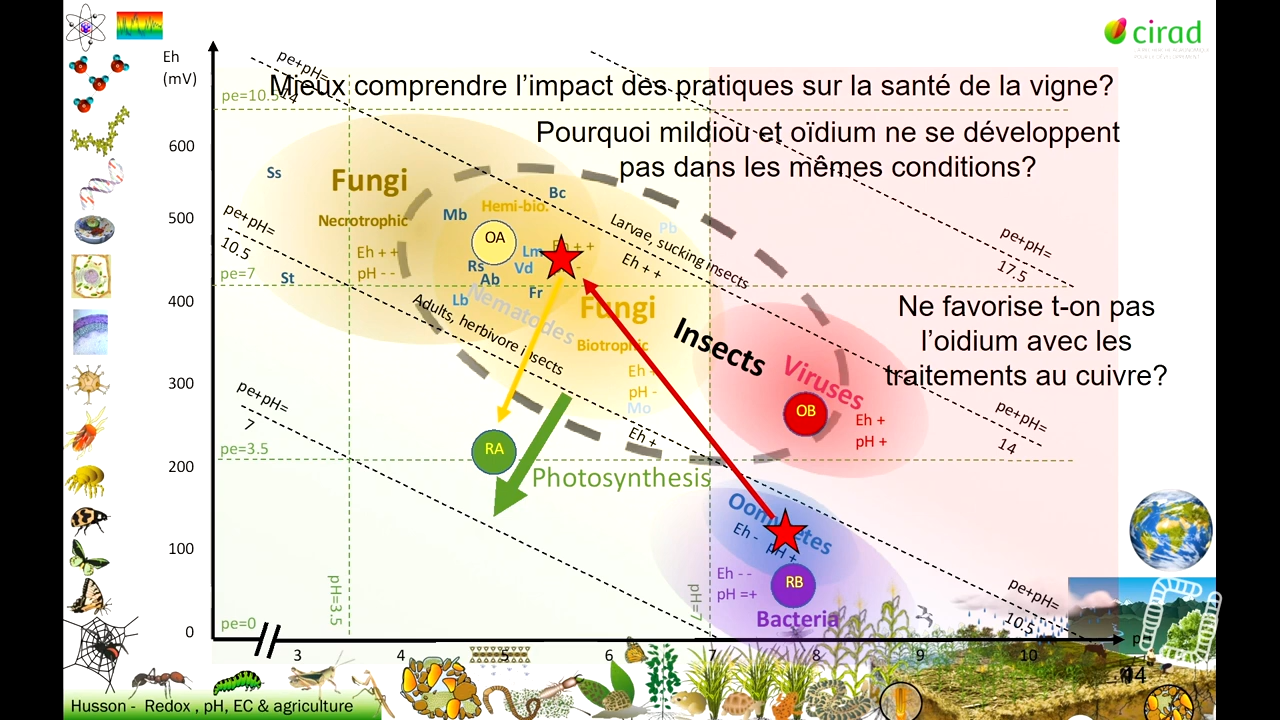 cirad
Eh
(mV)
pe+pH=
14
Mieux comprendre l’impact des pratiques sur la santé de la vigne?
pe=10.5
Pourquoi mildiou et oïdium ne se développent
pas dans les mêmes conditions?
600
500
400
300
200
100
0
Ss
Fungi
Necrotrophic
Eh + +
pH - -
Bc
Hemi-bio.
Mb
OA
Lm
Eh + +
-
Rs
Vd
Ab
Lb
Fr
St
Nematodes
Pb
Larvae, sucking insects
Eh + +
pe+pH=
10.5
pe=7
pe+pH=
17.5
Adults, herbivore insects
Fungi
Biotrophic
Eh
pH -
Mo
Eh +
Insects
Viruses
OB
Eh +
pH +
Ne favorise t-on pas
l’oidium avec les
traitements au cuivre?
pe+pH=
7
pe+pH=
14
pe=3.5
RA
Photosynthesis
Oomycetes
Eh -
pH +
Eh - -
pH =+
RB
Bacteria
pH=3.5
pH=7
pe+pH=
10.5
pe=0
3
4
5
6
7
8
9
10
14
Husson - Redox , pH, EC & agriculture